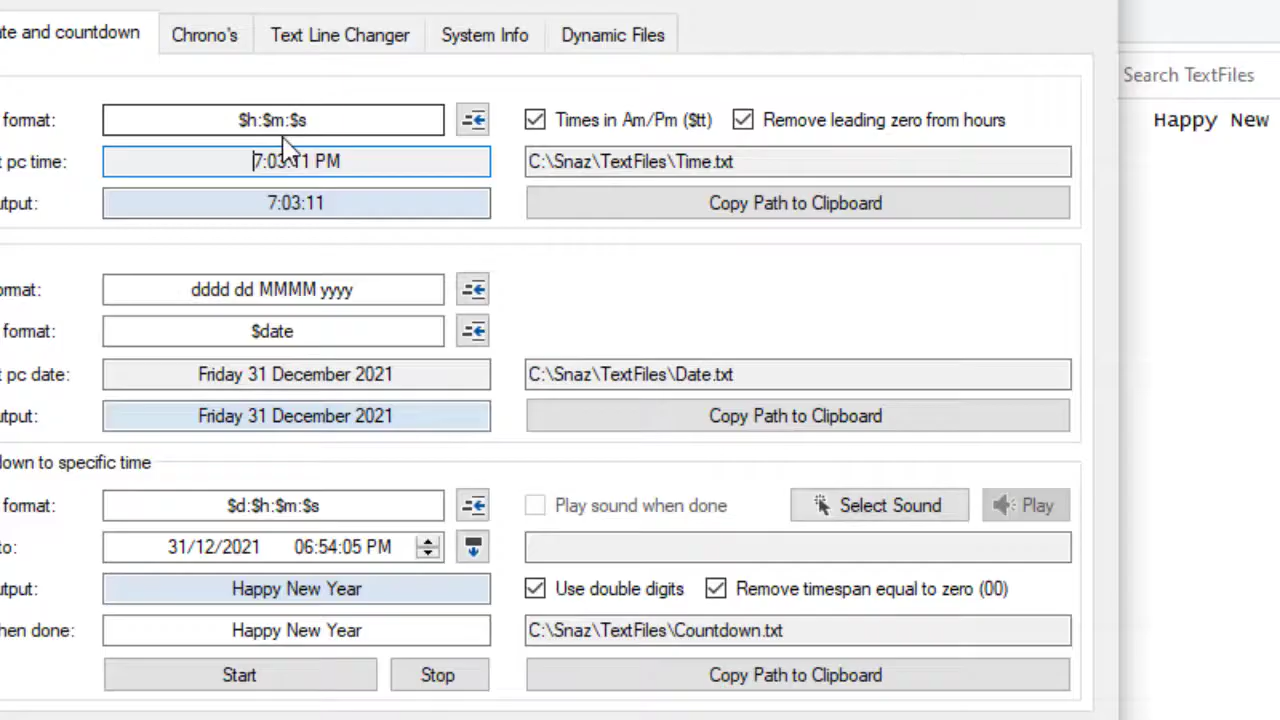 te and countdown Chrono's Text Line Changer System Info Dynamic Files
Search TextFiles
format: $h:$m:$s Times in Am/Pm ($tt) Remove leading zero from hours
Happy New
t pc time: 7:03:11 PM C:\Snaz\TextFiles\Time.txt
tput: 7:03:11 Copy Path to Clipboard
ormat: dddd dd MMMM yyyy
format: $date
t pc date: Friday 31 December 2021 C:\Snaz\TextFiles\Date.txt
tput: Friday 31 December 2021 Copy Path to Clipboard
down to specific time
format: $d:$h:$m:$s Play sound when done Select Sound Play
to: 31/12/2021 06:54:05 PM
tput: Happy New Year Use double digits Remove timespan equal to zero (00)
hen done: Happy New Year C:\Snaz\TextFiles\Countdown.txt
Start Stop Copy Path to Clipboard